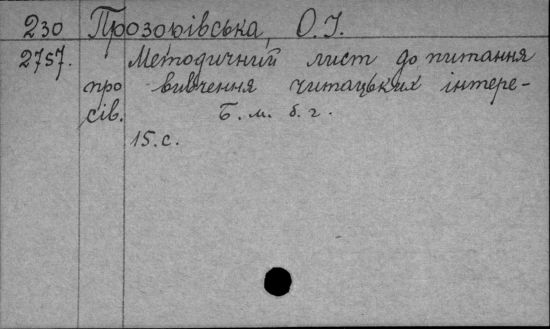 230 Прозорівська, О.І.
2757. Методичний лист до питання
про вивчення читацьких інтере-
сів. Б. м. б. г.
15.с.